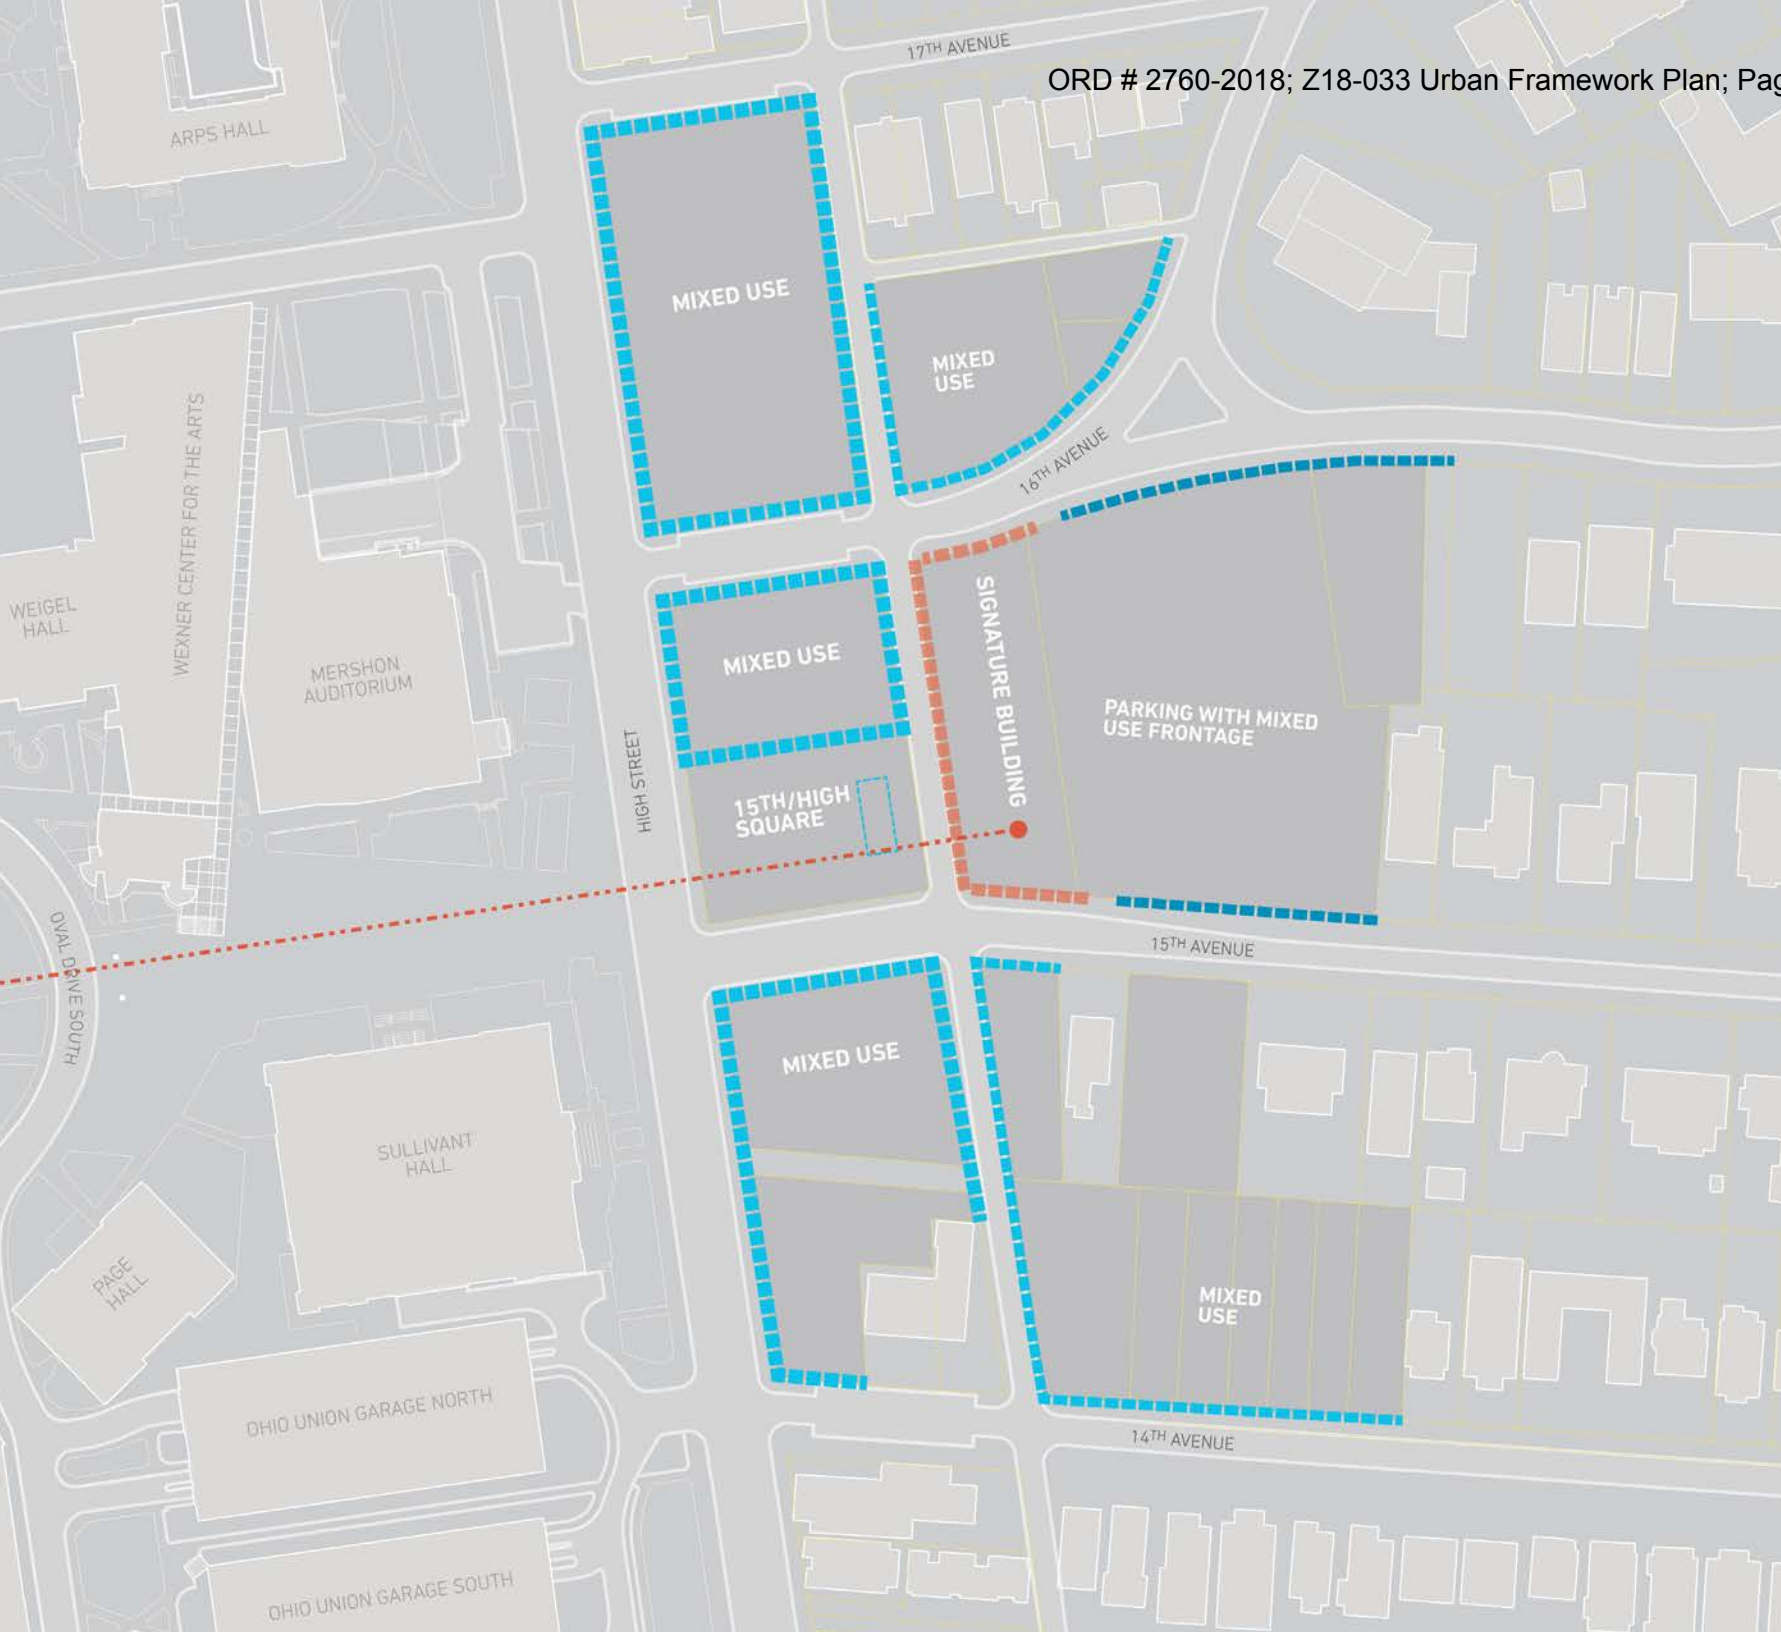 17TH AVENUE
ORD # 2760-2018; Z18-033 Urban Framework Plan; Pag
ARPS HALL
MIXED USE
MIXED
USE
16TH AVENUE
WEXNER CENTER FOR THE ARTS
WEIGEL
HALL
MERSHON
AUDITORIUM
MIXED USE
SIGNATURE BUILDING
PARKING WITH MIXED
USE FRONTAGE
HIGH STREET
15TH/HIGH
SQUARE
OVAL DRIVE SOUTH
15TH AVENUE
MIXED USE
SULLIVANT
HALL
PAGE
HALL
MIXED
USE
OHIO UNION GARAGE NORTH
14TH AVENUE
OHIO UNION GARAGE SOUTH